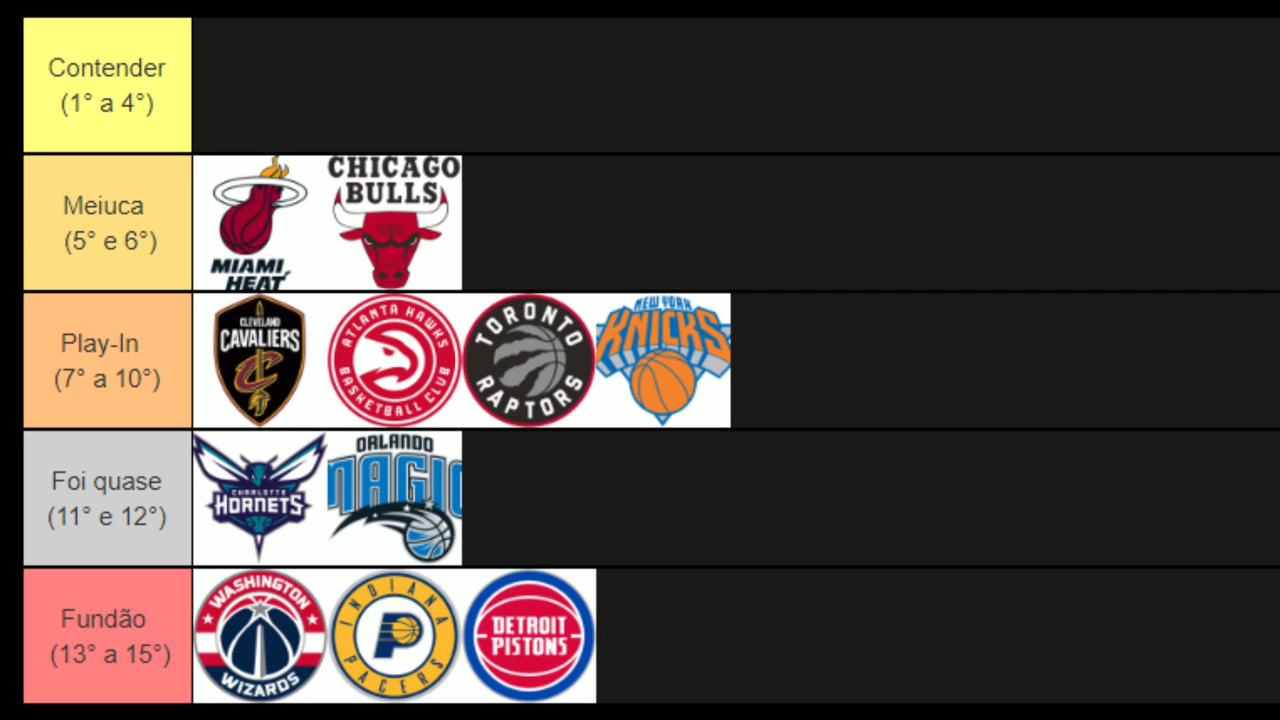 Contender
(1° a 4°)
Meiuca
(5° e 6°)
MIAMI
HEAT
CHICAGO
BULLS
Play-In
(7° a 10°)
CLEVELAND
CAVALIERS
ATLANTA HAWKS
BASKETBALL CLUB
TORONTO
RAPTORS
NEW YORK
KNICKS
Foi quase
(11° e 12°)
CHARLOTTE
HORNETS
ORLANDO
MAGIC
Fundão
(13° a 15°)
WASHINGTON
WIZARDS
INDIANA
PACERS
DETROIT
PISTONS